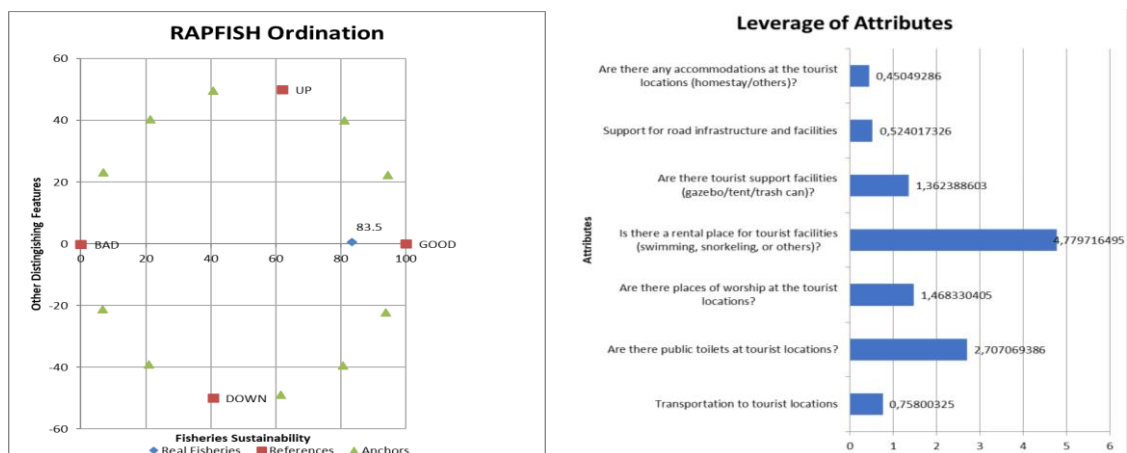 RAPFISH Ordination
60
40
20
0
-20
-40
-60
Other Distingishing Features
UP
83.5
BAD
GOOD
0
20
40
60
80
100
DOWN
Fisheries Sustainability
Real Fisheries
References
Anchors
Leverage of Attributes
Attributes
Are there any accommodations at the tourist
locations (homestay/others)?
0,45049286
Support for road infrastructure and facilities
0,524017326
Are there tourist support facilities
(gazebo/tent/trash can)?
1,362388603
Is there a rental place for tourist facilities
(swimming, snorkeling, or others)?
4,779716495
Are there places of worship at the tourist
locations?
1,468330405
Are there public toilets at tourist locations?
2,707069386
Transportation to tourist locations
0,75800325
0
1
2
3
4
5
6